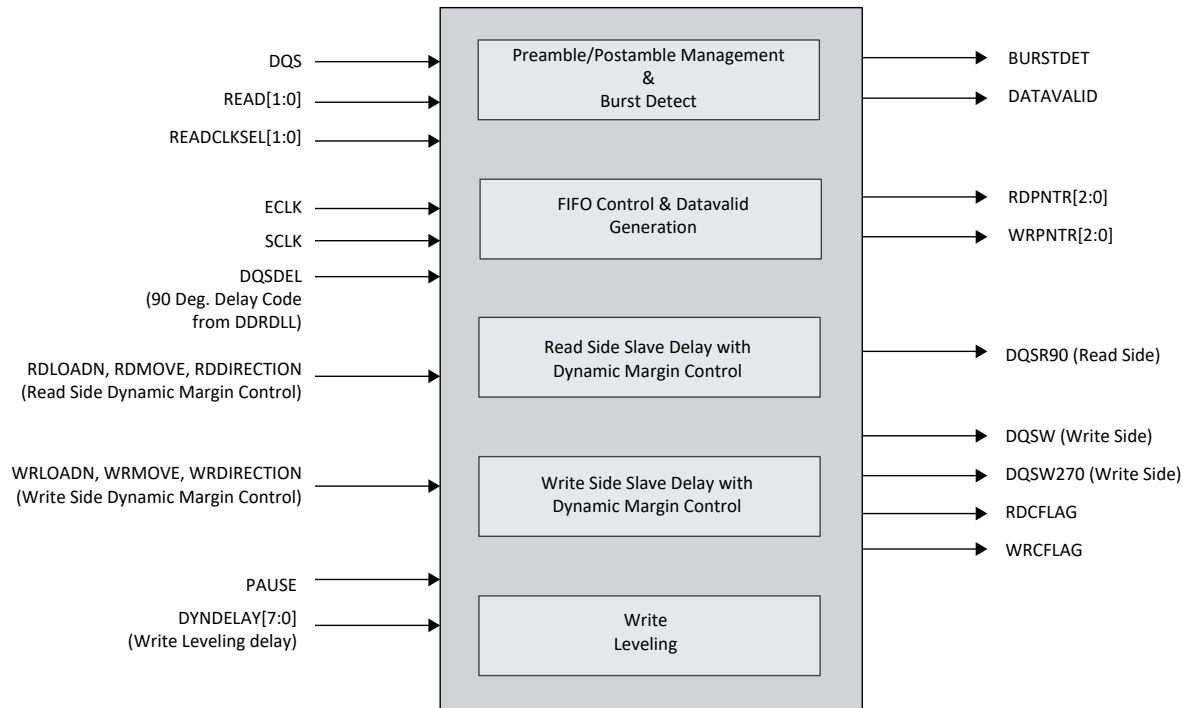 DQS
READ[1:0]
READCLKSEL[1:0]
ECLK
SCLK
DQSDEL
(90 Deg. Delay Code
from DDRDLL)
RDLOADN, RDMOVE, RDDIRECTION
(Read Side Dynamic Margin Control)
WRLOADN, WRMOVE, WRDIRECTION
(Write Side Dynamic Margin Control)
PAUSE
DYNDELAY[7:0]
(Write Leveling delay)
Preamble/Postamble Management
&
Burst Detect
FIFO Control & Datavalid
Generation
Read Side Slave Delay with
Dynamic Margin Control
Write Side Slave Delay with
Dynamic Margin Control
Write
Leveling
BURSTDET
DATAVALID
RDPNTR[2:0]
WRPNTR[2:0]
DQSR90 (Read Side)
DQSW (Write Side)
DQSW270 (Write Side)
RDCFLAG
WRCFLAG